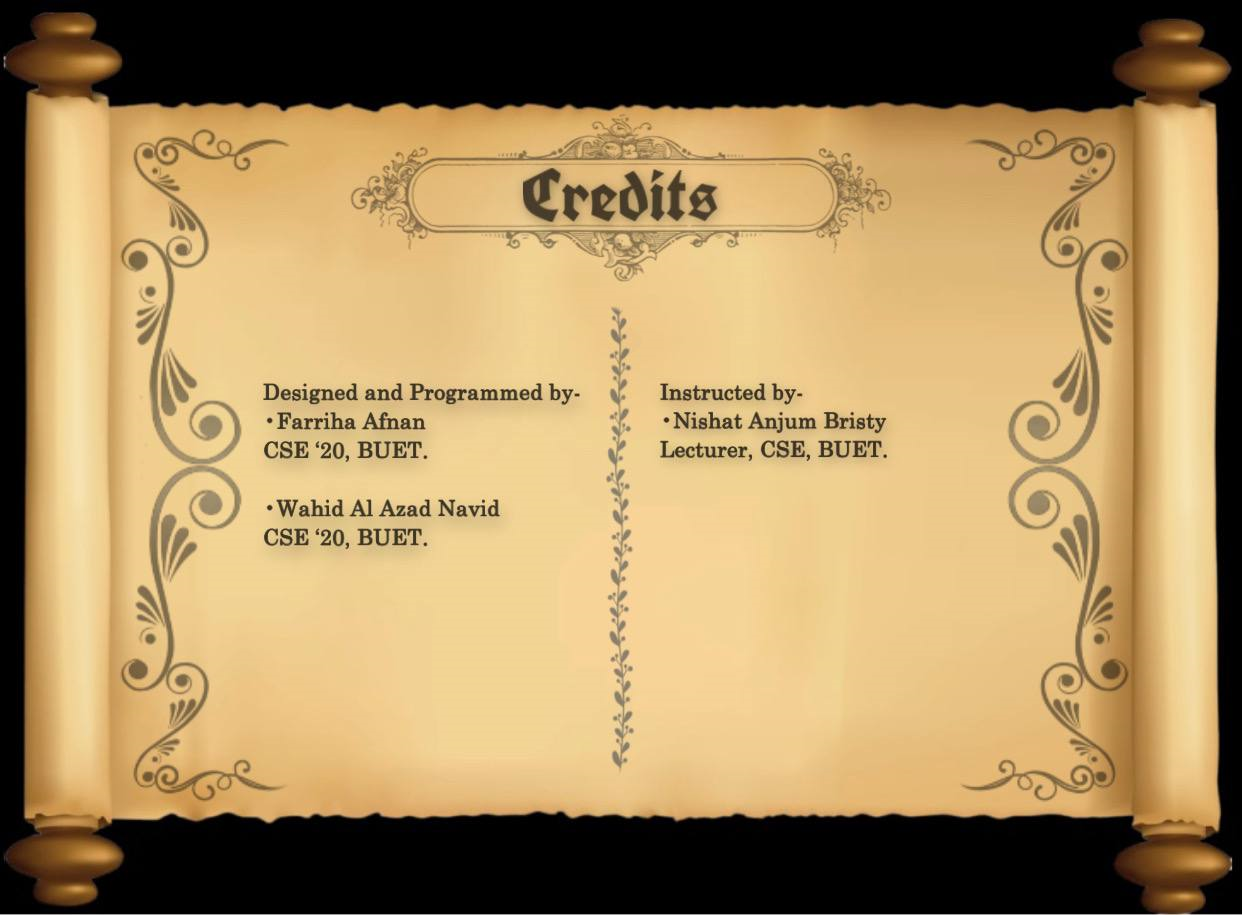 Credits
Designed and Programmed by-
•Farriha Afnan
CSE ‘20, BUET.
•Wahid Al Azad Navid
CSE ‘20, BUET.
Instructed by-
•Nishat Anjum Bristy
Lecturer, CSE, BUET.